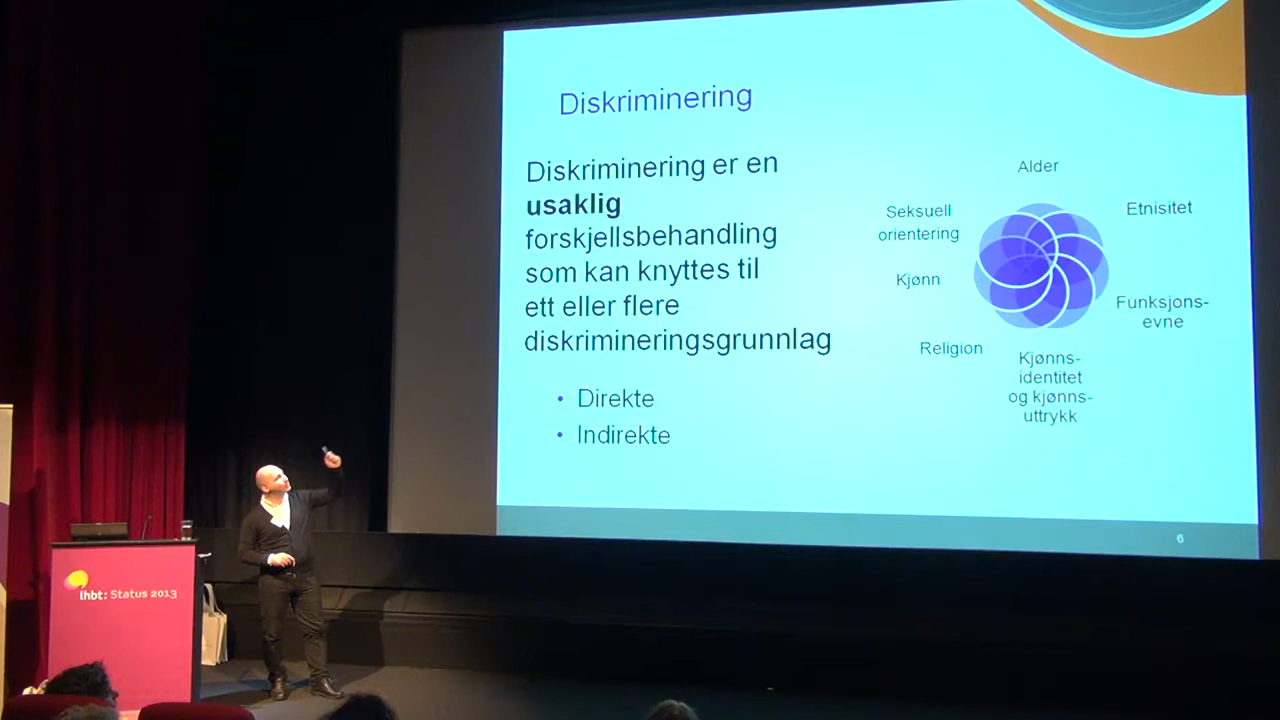 Diskriminering
Diskriminering er en
usaklig
forskjellsbehandling
som kan knyttes til
ett eller flere
diskrimineringsgrunnlag
• Direkte
• Indirekte
Alder
Etnisitet
Funksjons-
evne
Kjønns-
identitet
og kjønns-
uttrykk
Religion
Kjønn
Seksuell
orientering
6
lhbt: Status 2013